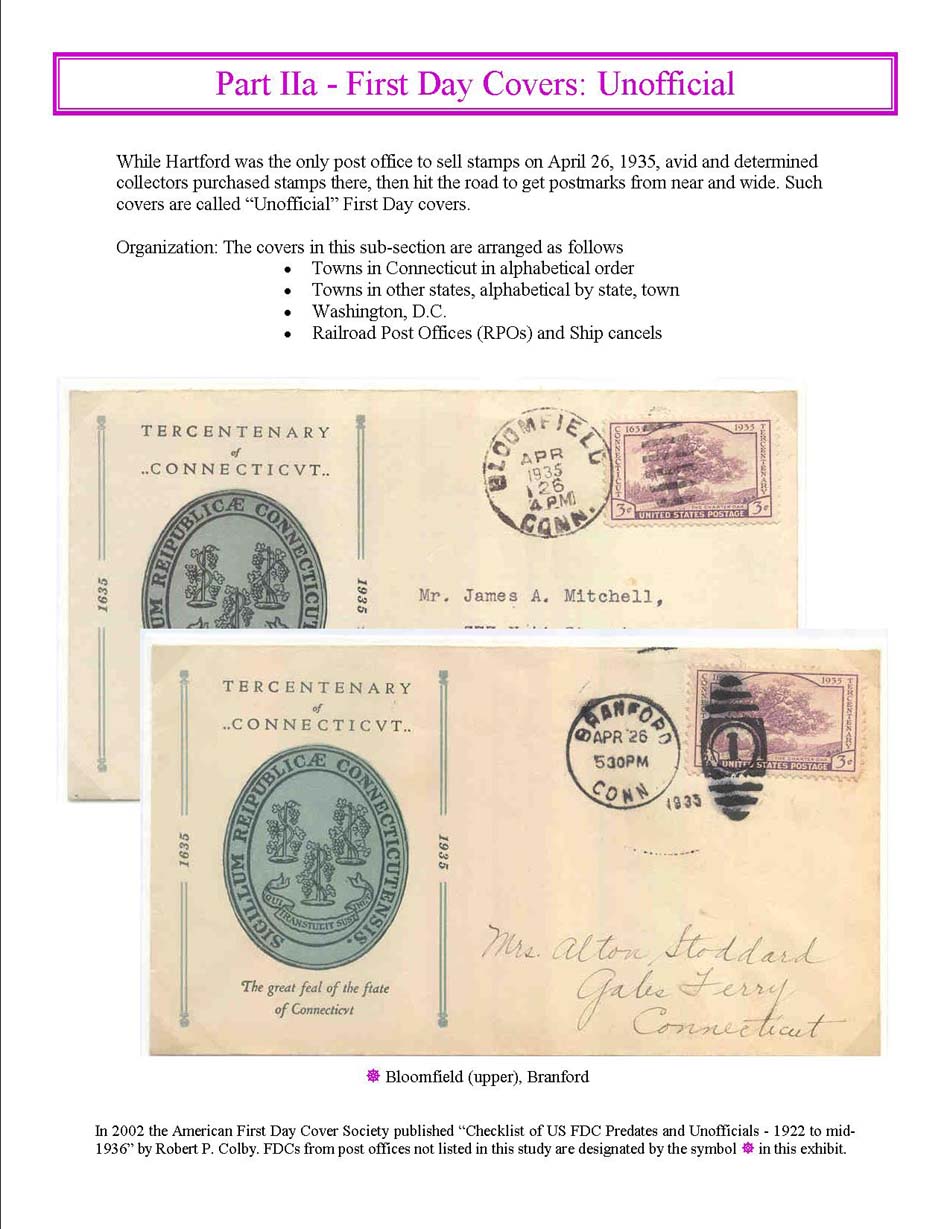 Part IIa - First Day Covers: Unofficial
While Hartford was the only post office to sell stamps on April 26, 1935, avid and determined
collectors purchased stamps there, then hit the road to get postmarks from near and wide. Such
covers are called “Unofficial” First Day covers.
Organization: The covers in this sub-section are arranged as follows
• Towns in Connecticut in alphabetical order
• Towns in other states, alphabetical by state, town
• Washington, D.C.
• Railroad Post Offices (RPOs) and Ship cancels
TERCENTENARY
of
..CONNECTICVT..
REIPUBLICÆ
1635
1935
BLOOMFIELD
APR
1935
26
PM
CONN.
1935
CONNECTICUT
TERCENTENARY
THE CHARTER OAK
3¢ UNITED STATES POSTAGE 3¢
Mr. James A. Mitchell,
TERCENTENARY
of
..CONNECTICVT..
SIGILLUM REIPUBLICÆ CONNECTICUTENSIS.
QUI TRANSTULIT
1635
1935
The great ſeal of the ſtate
of Connecticvt
BRANFORD
APR 26
530PM
CONN
1935
1935
TERCENTENARY
THE CHARTER OAK
UNITED STATES POSTAGE 3¢
Mrs. Alton Stoddard
Gales Ferry
Connecticut
Bloomfield (upper), Branford
In 2002 the American First Day Cover Society published “Checklist of US FDC Predates and Unofficials - 1922 to mid-
1936” by Robert P. Colby. FDCs from post offices not listed in this study are designated by the symbol ☸ in this exhibit.